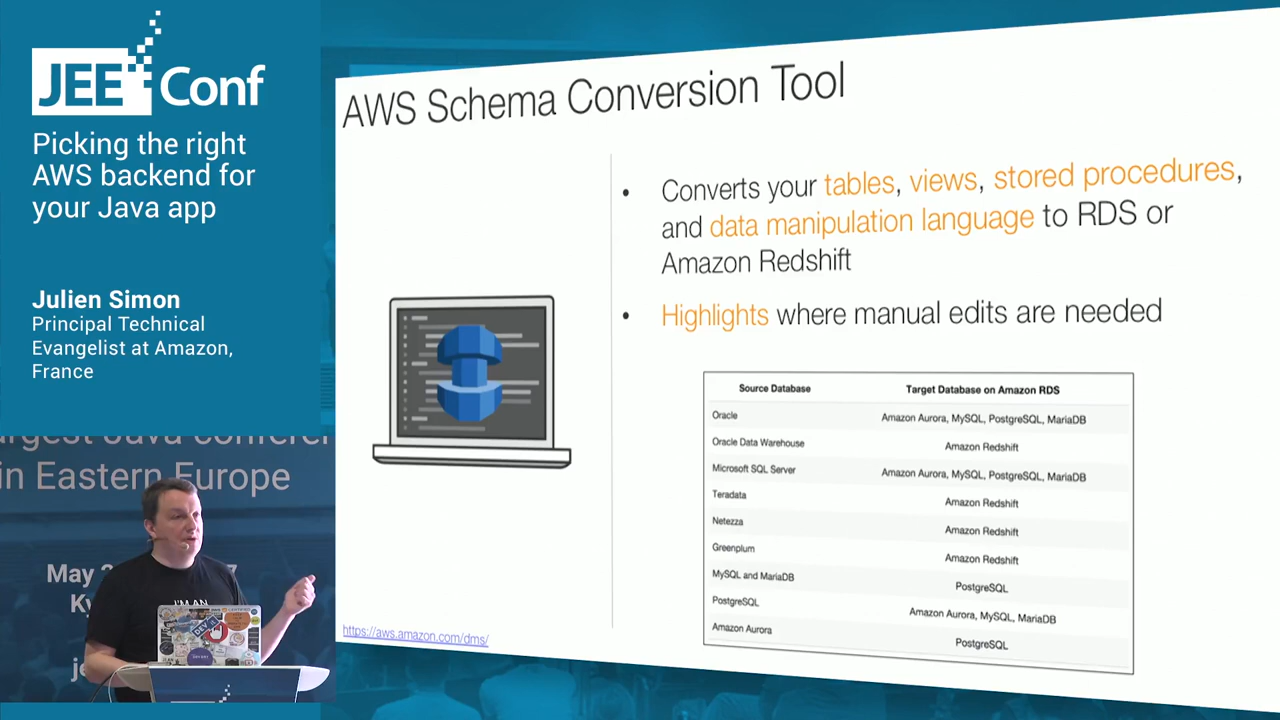 JEE Conf
Picking the right
AWS backend for
your Java app
Julien Simon
Principal Technical
Evangelist at Amazon,
France
in Eastern Europe
May
I'M AN
AWS Schema Conversion Tool
• Converts your tables, views, stored procedures,
and data manipulation language to RDS or
Amazon Redshift
• Highlights where manual edits are needed
Source Database Target Database on Amazon RDS
Oracle Amazon Aurora, MySQL, PostgreSQL, MariaDB
Oracle Data Warehouse Amazon Redshift
Microsoft SQL Server Amazon Aurora, MySQL, PostgreSQL, MariaDB
Teradata Amazon Redshift
Netezza Amazon Redshift
Greenplum Amazon Redshift
MySQL and MariaDB PostgreSQL
PostgreSQL Amazon Aurora, MySQL, MariaDB
Amazon Aurora PostgreSQL
https://aws.amazon.com/dms/